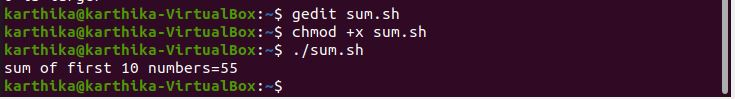 karthika@karthika-VirtualBox:~$ gedit sum.sh
karthika@karthika-VirtualBox:~$ chmod +x sum.sh
karthika@karthika-VirtualBox:~$ ./sum.sh
sum of first 10 numbers=55
karthika@karthika-VirtualBox:~$